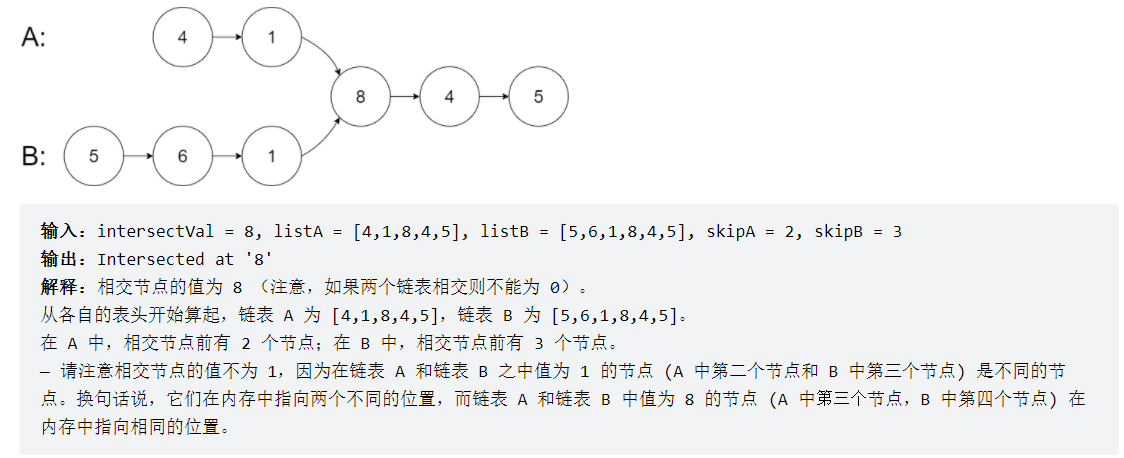 A: 4 1
8 4 5
B: 5 6 1
输入：intersectVal = 8, listA = [4,1,8,4,5], listB = [5,6,1,8,4,5], skipA = 2, skipB = 3
输出：Intersected at '8'
解释：相交节点的值为 8 （注意，如果两个链表相交则不能为 0）。
从各自的表头开始算起，链表 A 为 [4,1,8,4,5]，链表 B 为 [5,6,1,8,4,5]。
在 A 中，相交节点前有 2 个节点；在 B 中，相交节点前有 3 个节点。
— 请注意相交节点的值不为 1，因为在链表 A 和链表 B 之中值为 1 的节点 (A 中第二个节点和 B 中第三个节点) 是不同的节
点。换句话说，它们在内存中指向两个不同的位置，而链表 A 和链表 B 中值为 8 的节点 (A 中第三个节点，B 中第四个节点) 在
内存中指向相同的位置。